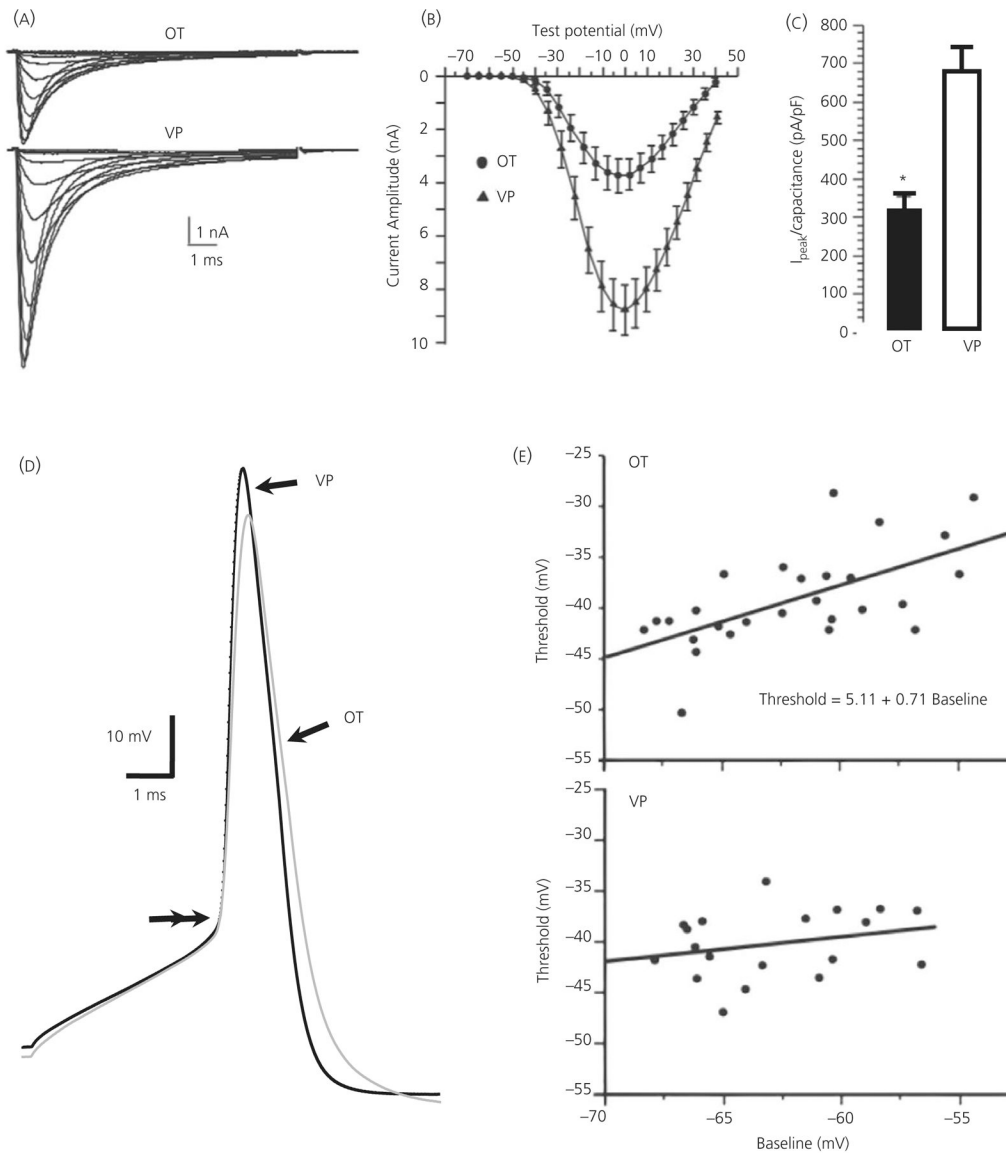 (A)
OT
VP
1 nA
1 ms
(B)
Test potential (mV)
−70 −50 −30 −10 0 10 20 30 40 50
0
2
4
6
8
10
Current Amplitude (nA)
OT
VP
(C)
800
700
600
500
400
300
200
100
0
I_peak/capacitance (pA/pF)
*
OT VP
(D)
VP
OT
10 mV
1 ms
(E)
OT
−25
−30
−35
−40
−45
−50
−55
Threshold (mV)
Threshold = 5.11 + 0.71 Baseline
VP
−25
−30
−35
−40
−45
−50
−55
Threshold (mV)
−70 −65 −60 −55
Baseline (mV)